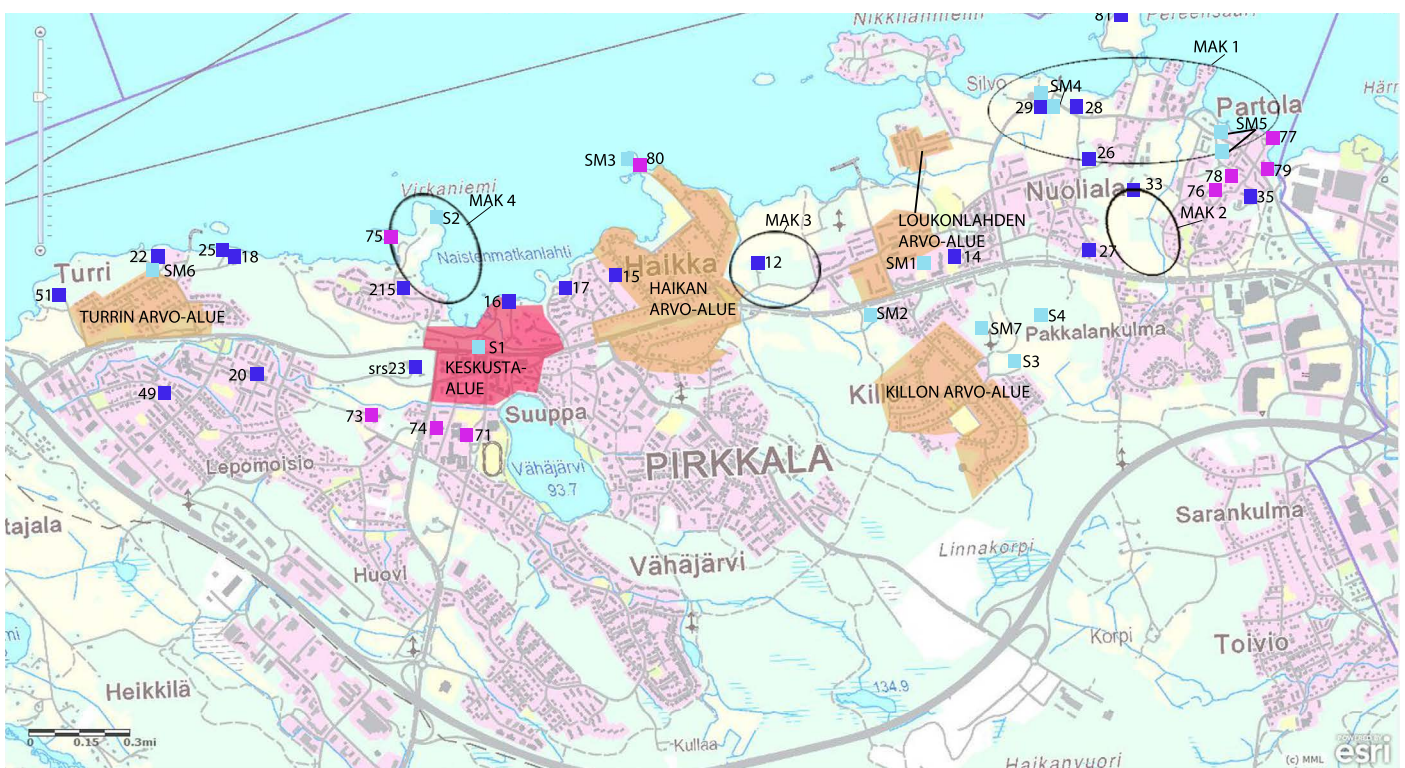 Nikkilänniemi
81
Pereensaari
MAK 1
Silvo
SM4
29
28
Partola
SM5
77
26
SM3
80
78
79
Virkaniemi
MAK 4
Nuoliala
33
76
35
S2
MAK 3
LOUKONLAHDEN
ARVO-ALUE
MAK 2
75
Naistenmatkanlahti
22
25
18
Turri
SM6
Haikka
HAIKAN
ARVO-ALUE
12
SM1
14
27
51
215
16
17
15
TURRIN ARVO-ALUE
SM2
S4
SM7
Pakkalankulma
S1
KESKUSTA-
ALUE
S3
srs23
20
49
KILLON ARVO-ALUE
73
74
71
Suuppa
Lepomoisio
Vähäjärvi
93.7
PIRKKALA
Sarankulma
tajala
Linnakorpi
Huovi
Vähäjärvi
Korpi
Toivio
Heikkilä
134.9
0 0.15 0.3mi
Kullaa
Haikanvuori
POWERED BY
esri
(c) MML